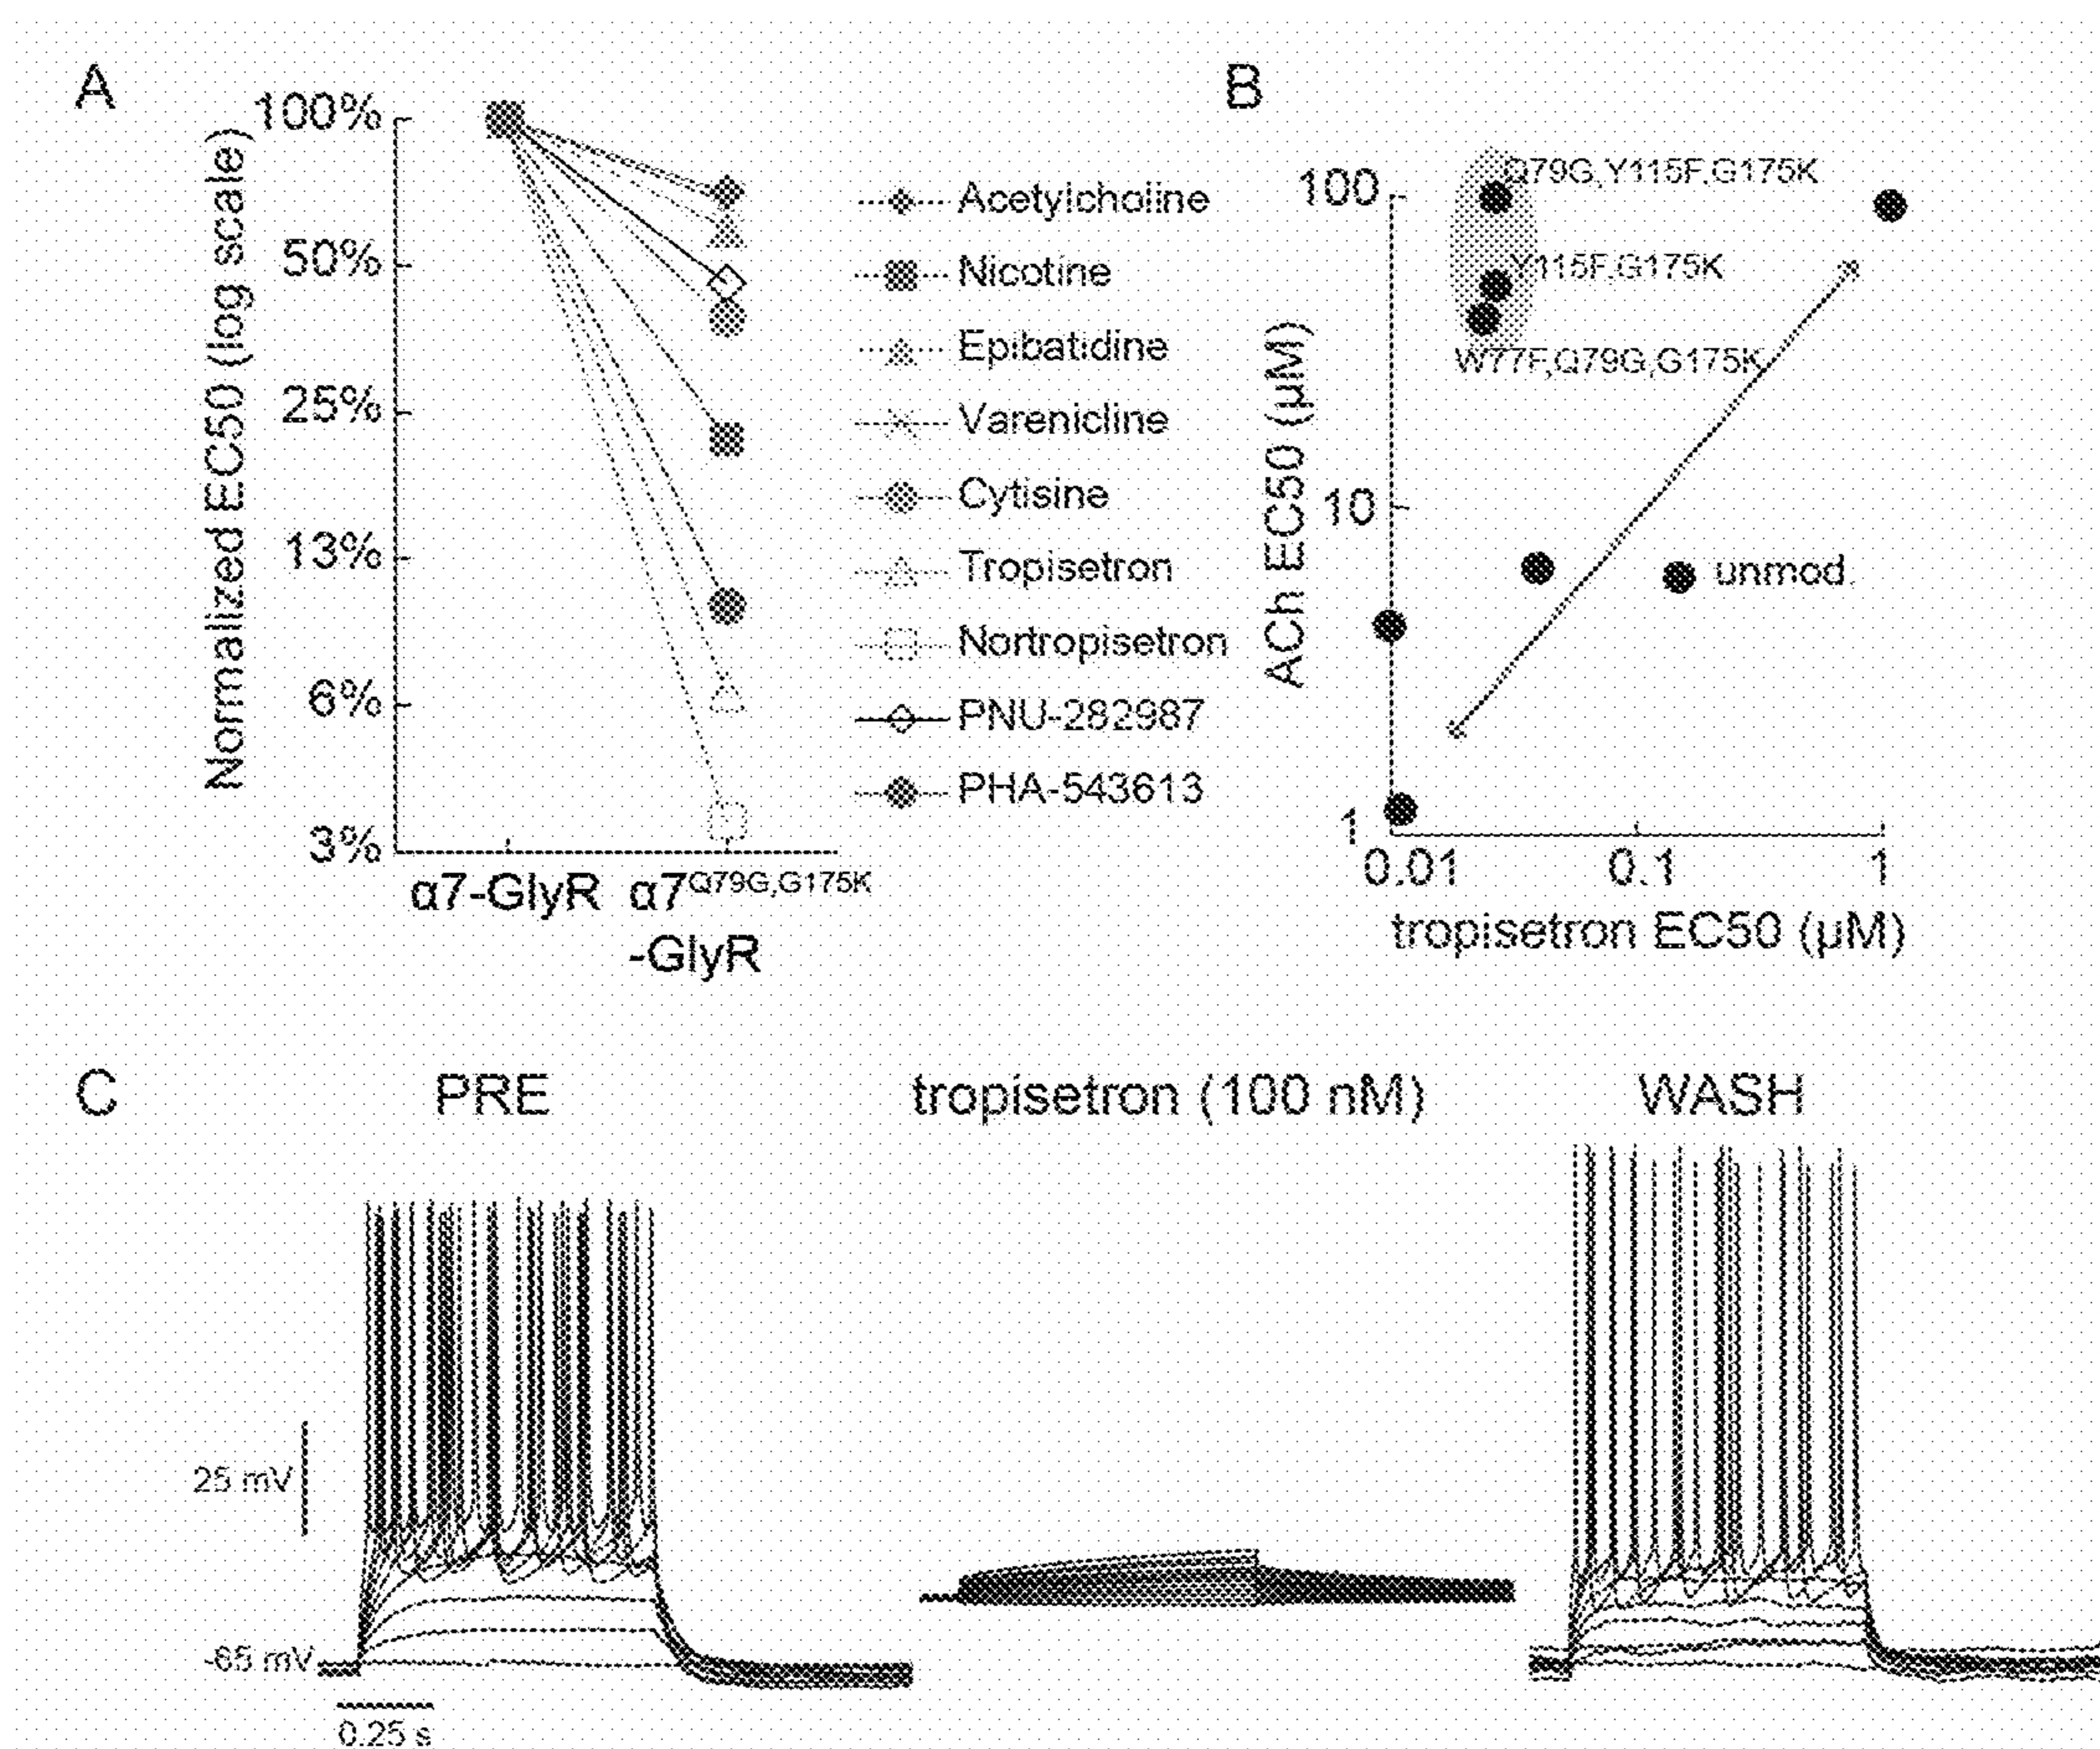 A
Normalized EC50 (log scale)
100%
50%
25%
13%
6%
3%
α7-GlyR
α7Q79G,G175K
-GlyR
Acetylcholine
Nicotine
Epibatidine
Varenicline
Cytisine
Tropisetron
Nortropisetron
PNU-282987
PHA-543613
B
ACh EC50 (µM)
100
10
1
Q79G,Y115F,G175K
Y115F,G175K
W77F,Q79G,G175K
unmod.
0.01
0.1
1
tropisetron EC50 (µM)
C
PRE
tropisetron (100 nM)
WASH
25 mV
-65 mV
0.25 s